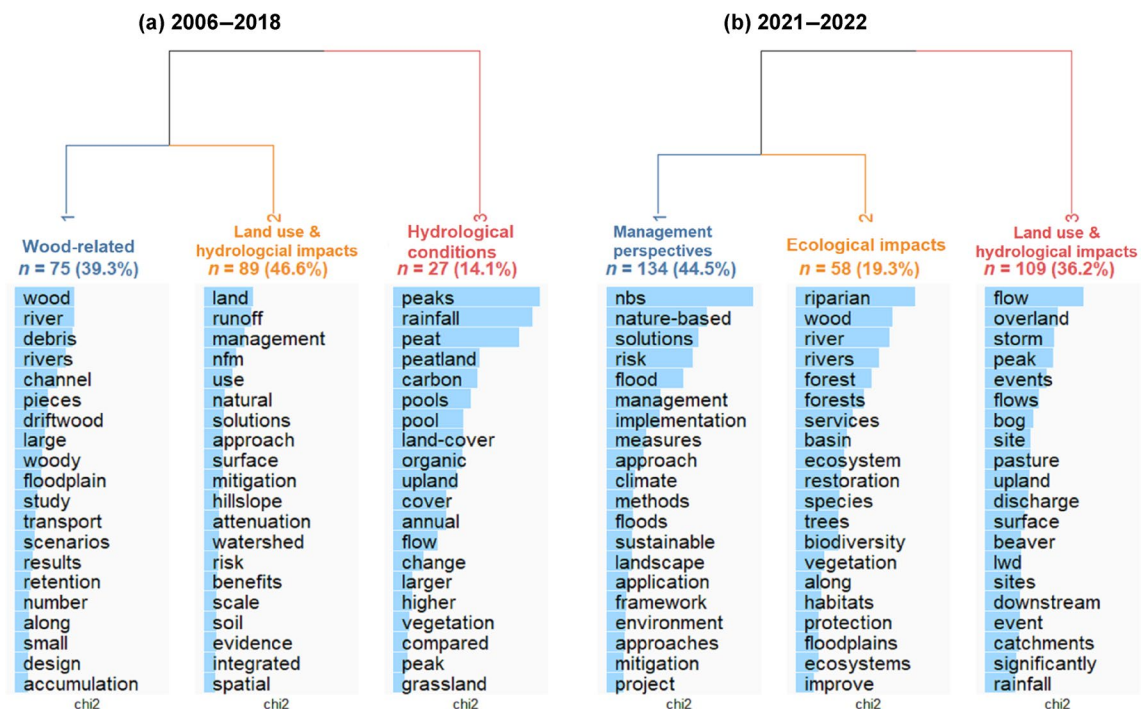 (a) 2006–2018
1
Wood-related
n = 75 (39.3%)
wood
river
debris
rivers
channel
pieces
driftwood
large
woody
floodplain
study
transport
scenarios
results
retention
number
along
small
design
accumulation
chi2
2
Land use &
hydrologcial impacts
n = 89 (46.6%)
land
runoff
management
nfm
use
natural
solutions
approach
surface
mitigation
hillslope
attenuation
watershed
risk
benefits
scale
soil
evidence
integrated
spatial
chi2
3
Hydrological
conditions
n = 27 (14.1%)
peaks
rainfall
peat
peatland
carbon
pools
pool
land-cover
organic
upland
cover
annual
flow
change
larger
higher
vegetation
compared
peak
grassland
chi2
(b) 2021–2022
1
Management
perspectives
n = 134 (44.5%)
nbs
nature-based
solutions
risk
flood
management
implementation
measures
approach
climate
methods
floods
sustainable
landscape
application
framework
environment
approaches
mitigation
project
chi2
2
Ecological impacts
n = 58 (19.3%)
riparian
wood
river
rivers
forest
forests
services
basin
ecosystem
restoration
species
trees
biodiversity
vegetation
along
habitats
protection
floodplains
ecosystems
improve
chi2
3
Land use &
hydrological impacts
n = 109 (36.2%)
flow
overland
storm
peak
events
flows
bog
site
pasture
upland
discharge
surface
beaver
lwd
sites
downstream
event
catchments
significantly
rainfall
chi2